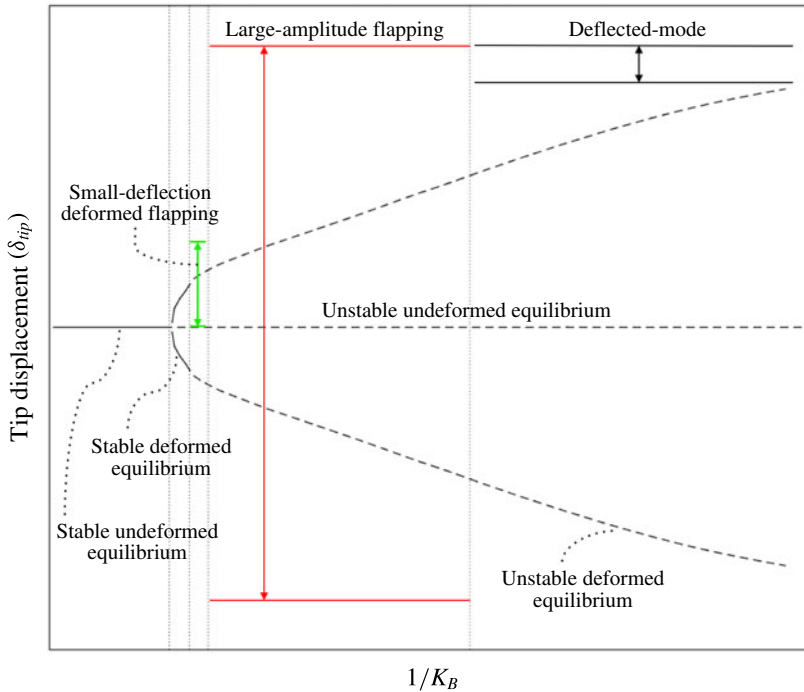 Large-amplitude flapping
Deflected-mode
Small-deflection
deformed flapping
Tip displacement (δtip)
Unstable undeformed equilibrium
Stable deformed
equilibrium
Stable undeformed
equilibrium
Unstable deformed
equilibrium
1/KB